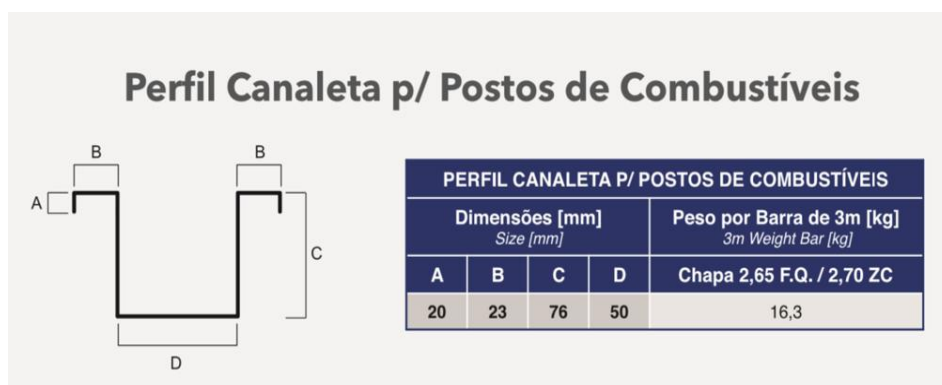 Perfil Canaleta p/ Postos de Combustíveis
B B
A
C
D
PERFIL CANALETA P/ POSTOS DE COMBUSTÍVEIS
Dimensões [mm] Peso por Barra de 3m [kg]
Size [mm] 3m Weight Bar [kg]
A B C D Chapa 2,65 F.Q. / 2,70 ZC
20 23 76 50 16,3